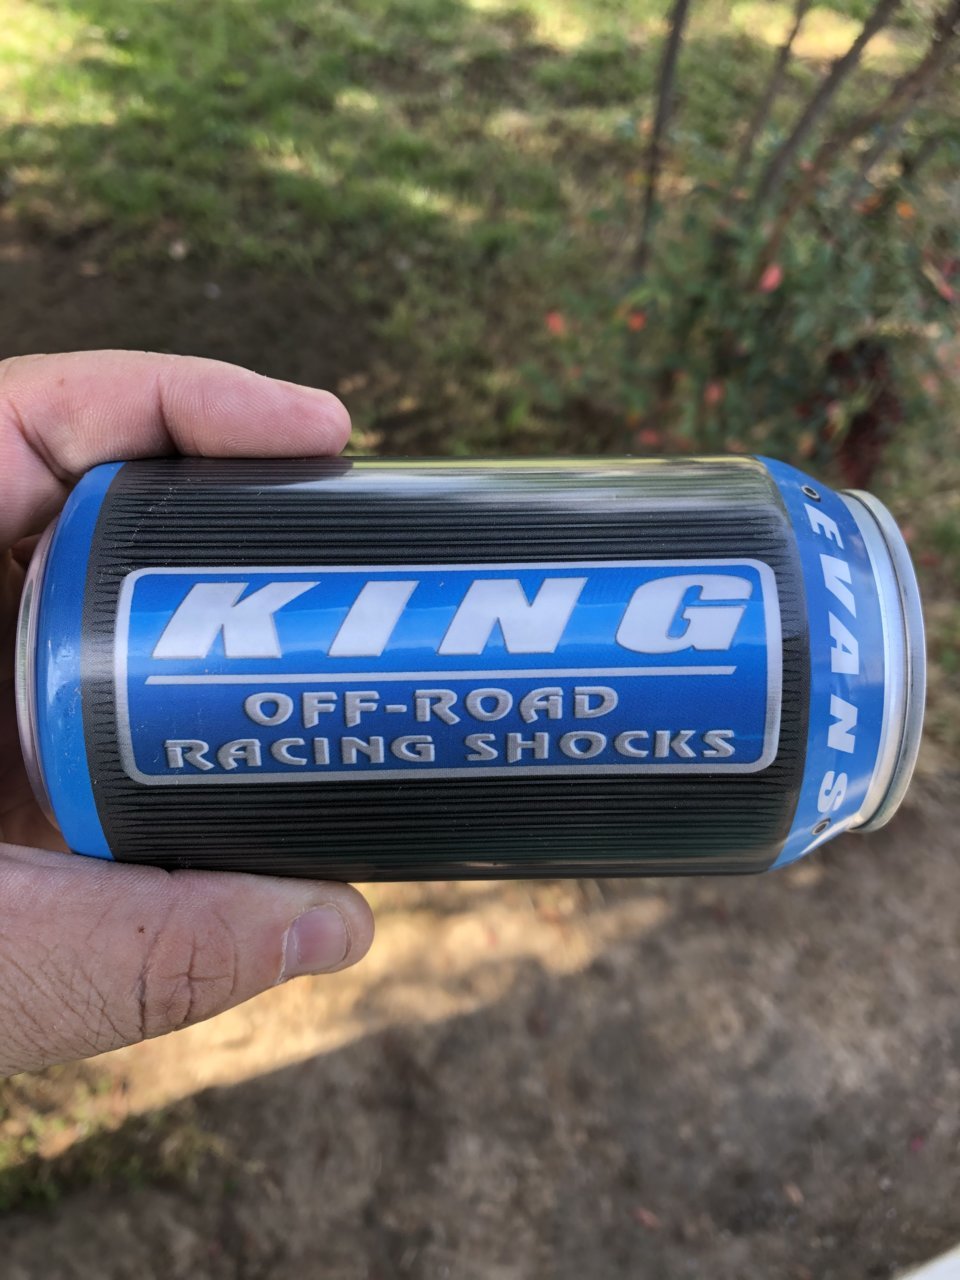 KING
OFF-ROAD
RACING SHOCKS
EVANS